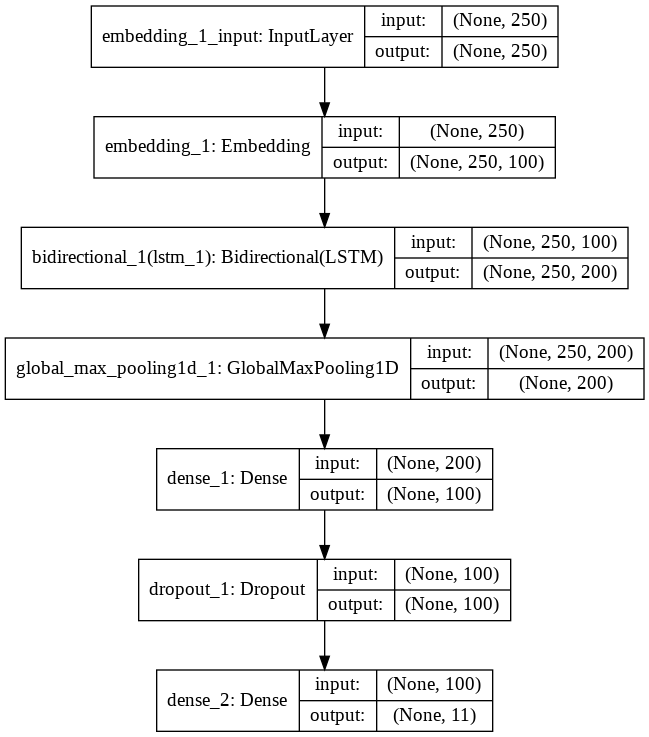 embedding_1_input: InputLayer
input: (None, 250)
output: (None, 250)
embedding_1: Embedding
input: (None, 250)
output: (None, 250, 100)
bidirectional_1(lstm_1): Bidirectional(LSTM)
input: (None, 250, 100)
output: (None, 250, 200)
global_max_pooling1d_1: GlobalMaxPooling1D
input: (None, 250, 200)
output: (None, 200)
dense_1: Dense
input: (None, 200)
output: (None, 100)
dropout_1: Dropout
input: (None, 100)
output: (None, 100)
dense_2: Dense
input: (None, 100)
output: (None, 11)